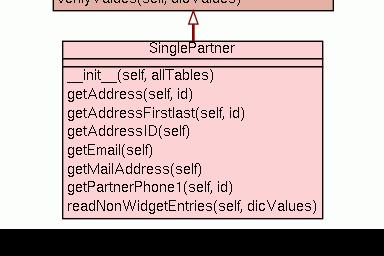 verifyValues(self, dicValues)
SinglePartner
__init__(self, allTables)
getAddress(self, id)
getAddressFirstlast(self, id)
getAddressID(self)
getEmail(self)
getMailAddress(self)
getPartnerPhone1(self, id)
readNonWidgetEntries(self, dicValues)